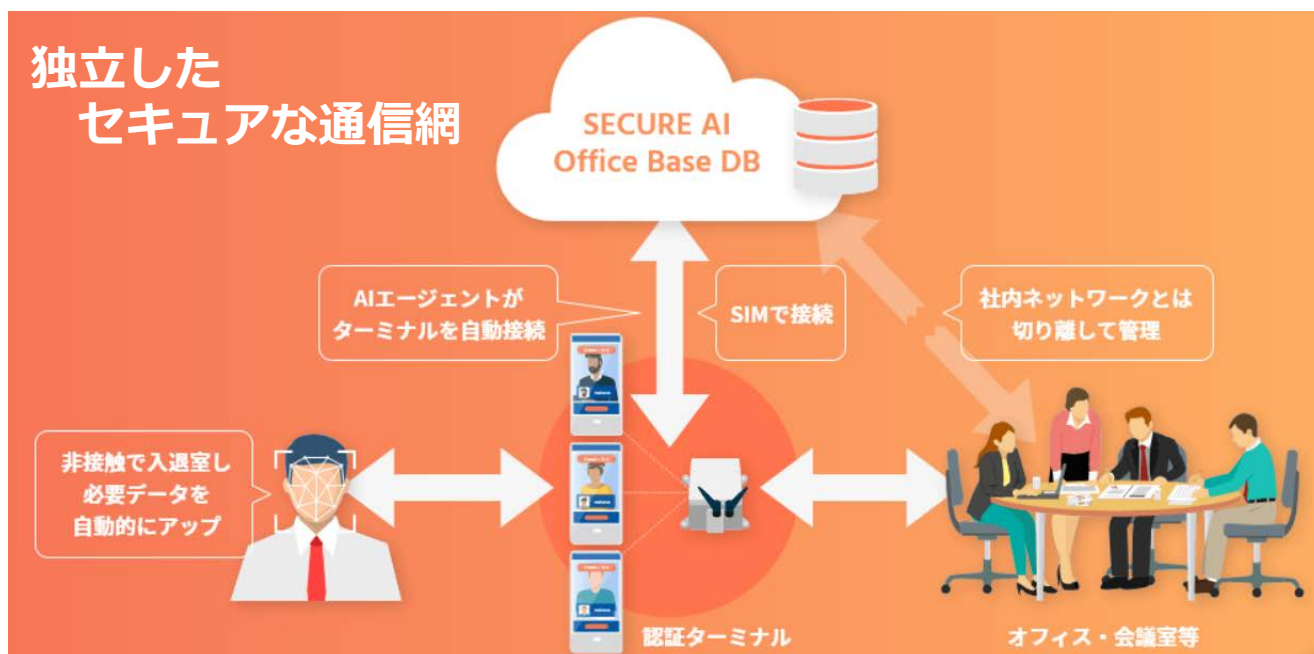 独立した
セキュアな通信網
SECURE AI
Office Base DB
AIエージェントが
ターミナルを自動接続
SIMで接続
社内ネットワークとは
切り離して管理
非接触で入退室し
必要データを
自動的にアップ
認証ターミナル
オフィス・会議室等